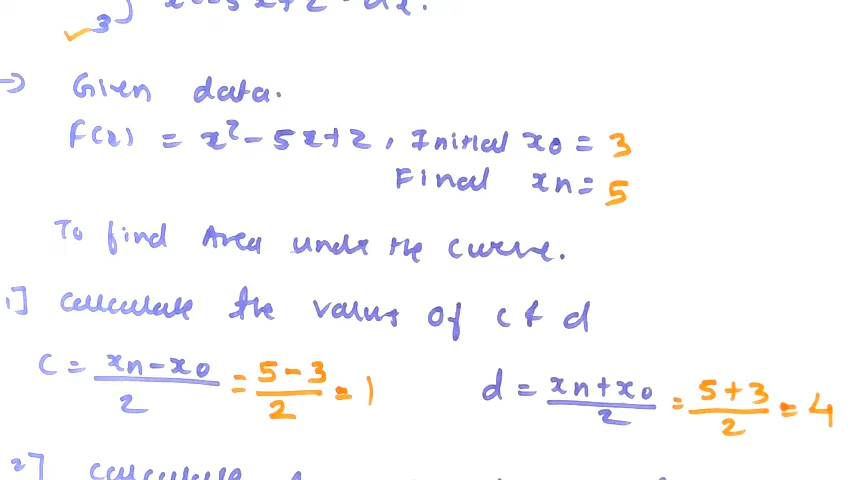 3
→ Given data.
F(x) = x² - 5x + 2, Initial x0 = 3
Final xn = 5
To find Area under the curve.
1] calculate the value of c & d
c = xn - x0 / 2 = 5 - 3 / 2 = 1 d = xn + x0 / 2 = 5 + 3 / 2 = 4
2] calculate